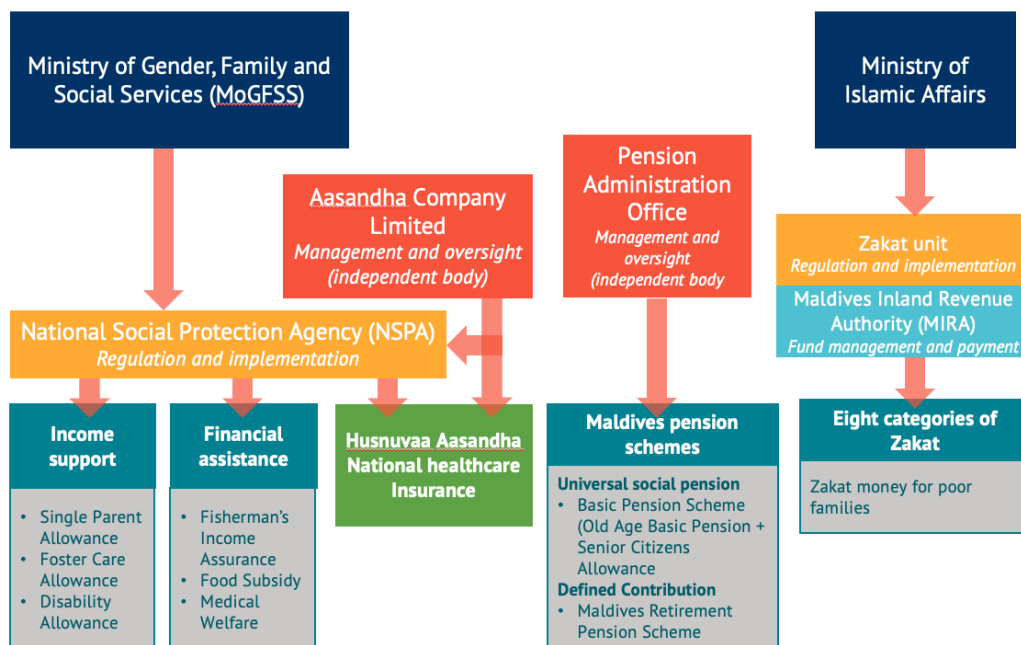 Ministry of Gender, Family and
Social Services (MoGFSS)
Ministry of
Islamic Affairs
Aasandha Company
Limited
Management and oversight
(independent body)
Pension
Administration
Office
Management and
oversight
(independent body
Zakat unit
Regulation and implementation
Maldives Inland Revenue
Authority (MIRA)
Fund management and payment
National Social Protection Agency (NSPA)
Regulation and implementation
Income
support
• Single Parent
Allowance
• Foster Care
Allowance
• Disability
Allowance
Financial
assistance
• Fisherman's
Income
Assurance
• Food Subsidy
• Medical
Welfare
Husnuvaa Aasandha
National healthcare
Insurance
Maldives pension
schemes
Universal social pension
• Basic Pension Scheme
(Old Age Basic Pension +
Senior Citizens
Allowance
Defined Contribution
• Maldives Retirement
Pension Scheme
Eight categories of
Zakat
Zakat money for poor
families